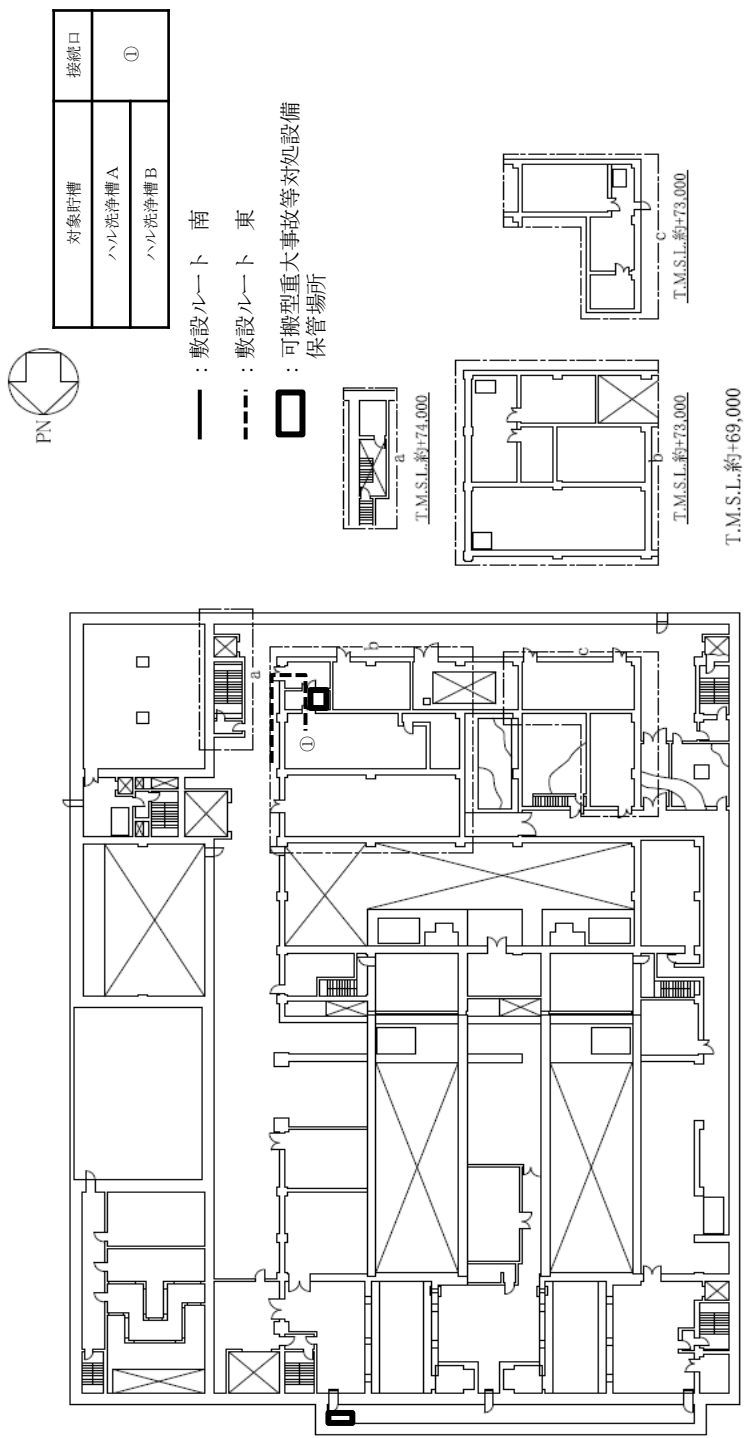 対象貯槽 接続口
ハル洗浄槽A ①
ハル洗浄槽B
PN
：敷設ルート 南
：敷設ルート 東
：可搬型重大事故等対処設備
保管場所
a
T.M.S.L.約+74,000
b
T.M.S.L.約+73,000
c
T.M.S.L.約+73,000
T.M.S.L.約+69,000
a
b
c
①